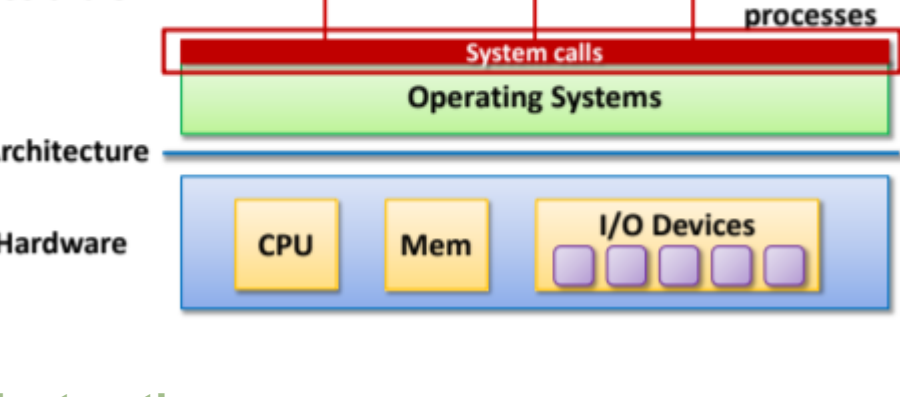 processes
System calls
Operating Systems
rchitecture
Hardware
CPU
Mem
I/O Devices